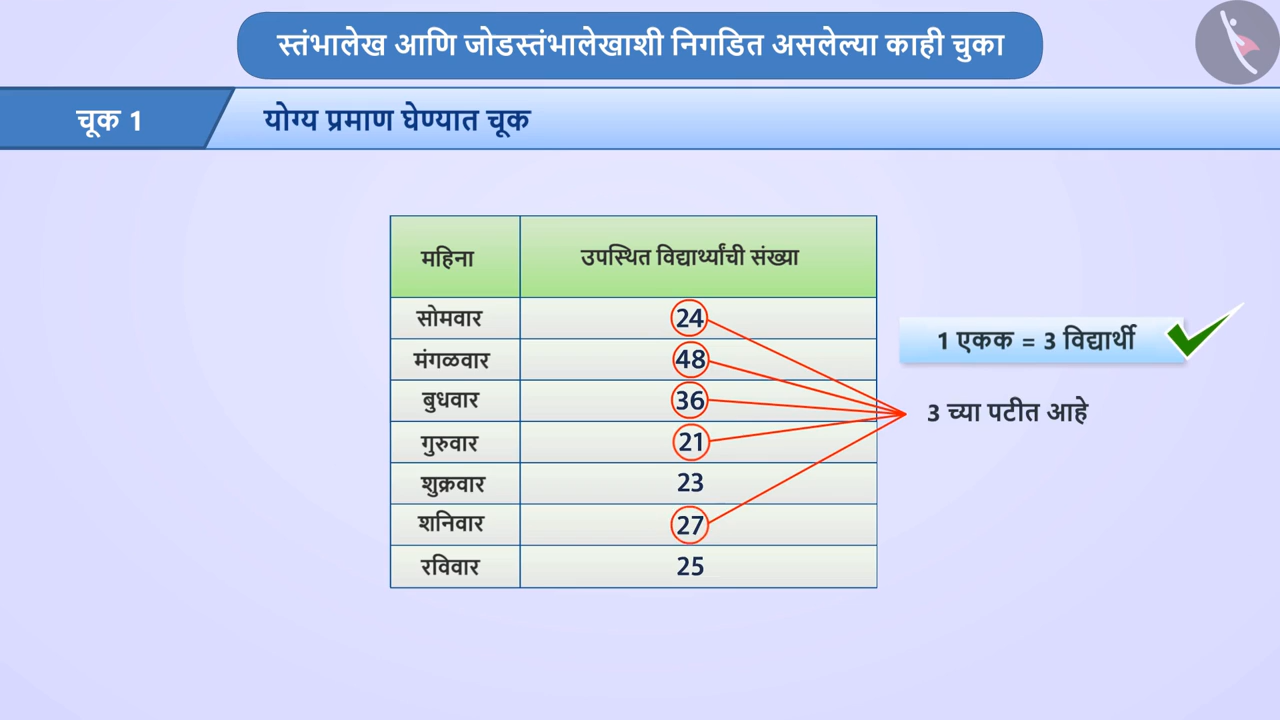 स्तंभालेख आणि जोडस्तंभालेखाशी निगडित असलेल्या काही चुका
चूक 1
योग्य प्रमाण घेण्यात चूक
महिना उपस्थित विद्यार्थ्यांची संख्या
सोमवार 24
मंगळवार 48
बुधवार 36
गुरुवार 21
शुक्रवार 23
शनिवार 27
रविवार 25
1 एकक = 3 विद्यार्थी
3 च्या पटीत आहे